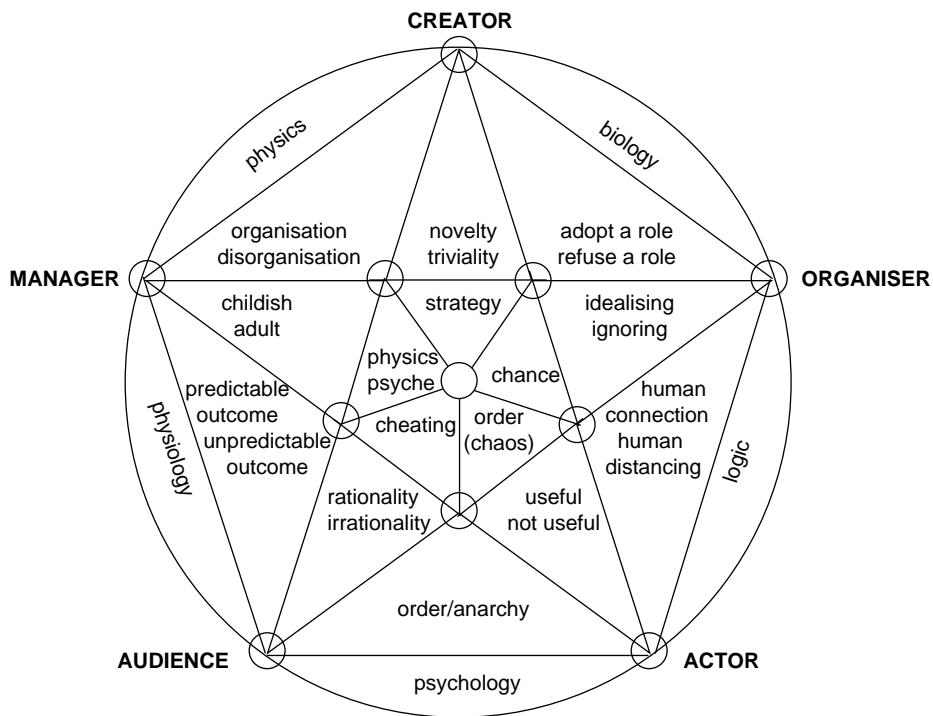 CREATOR
physics
biology
organisation
disorganisation
novelty
triviality
adopt a role
refuse a role
MANAGER
ORGANISER
childish
adult
strategy
idealising
ignoring
physics
psyche
chance
predictable
outcome
unpredictable
outcome
cheating
order
(chaos)
human
connection
human
distancing
physiology
logic
rationality
irrationality
useful
not useful
order/anarchy
AUDIENCE
ACTOR
psychology